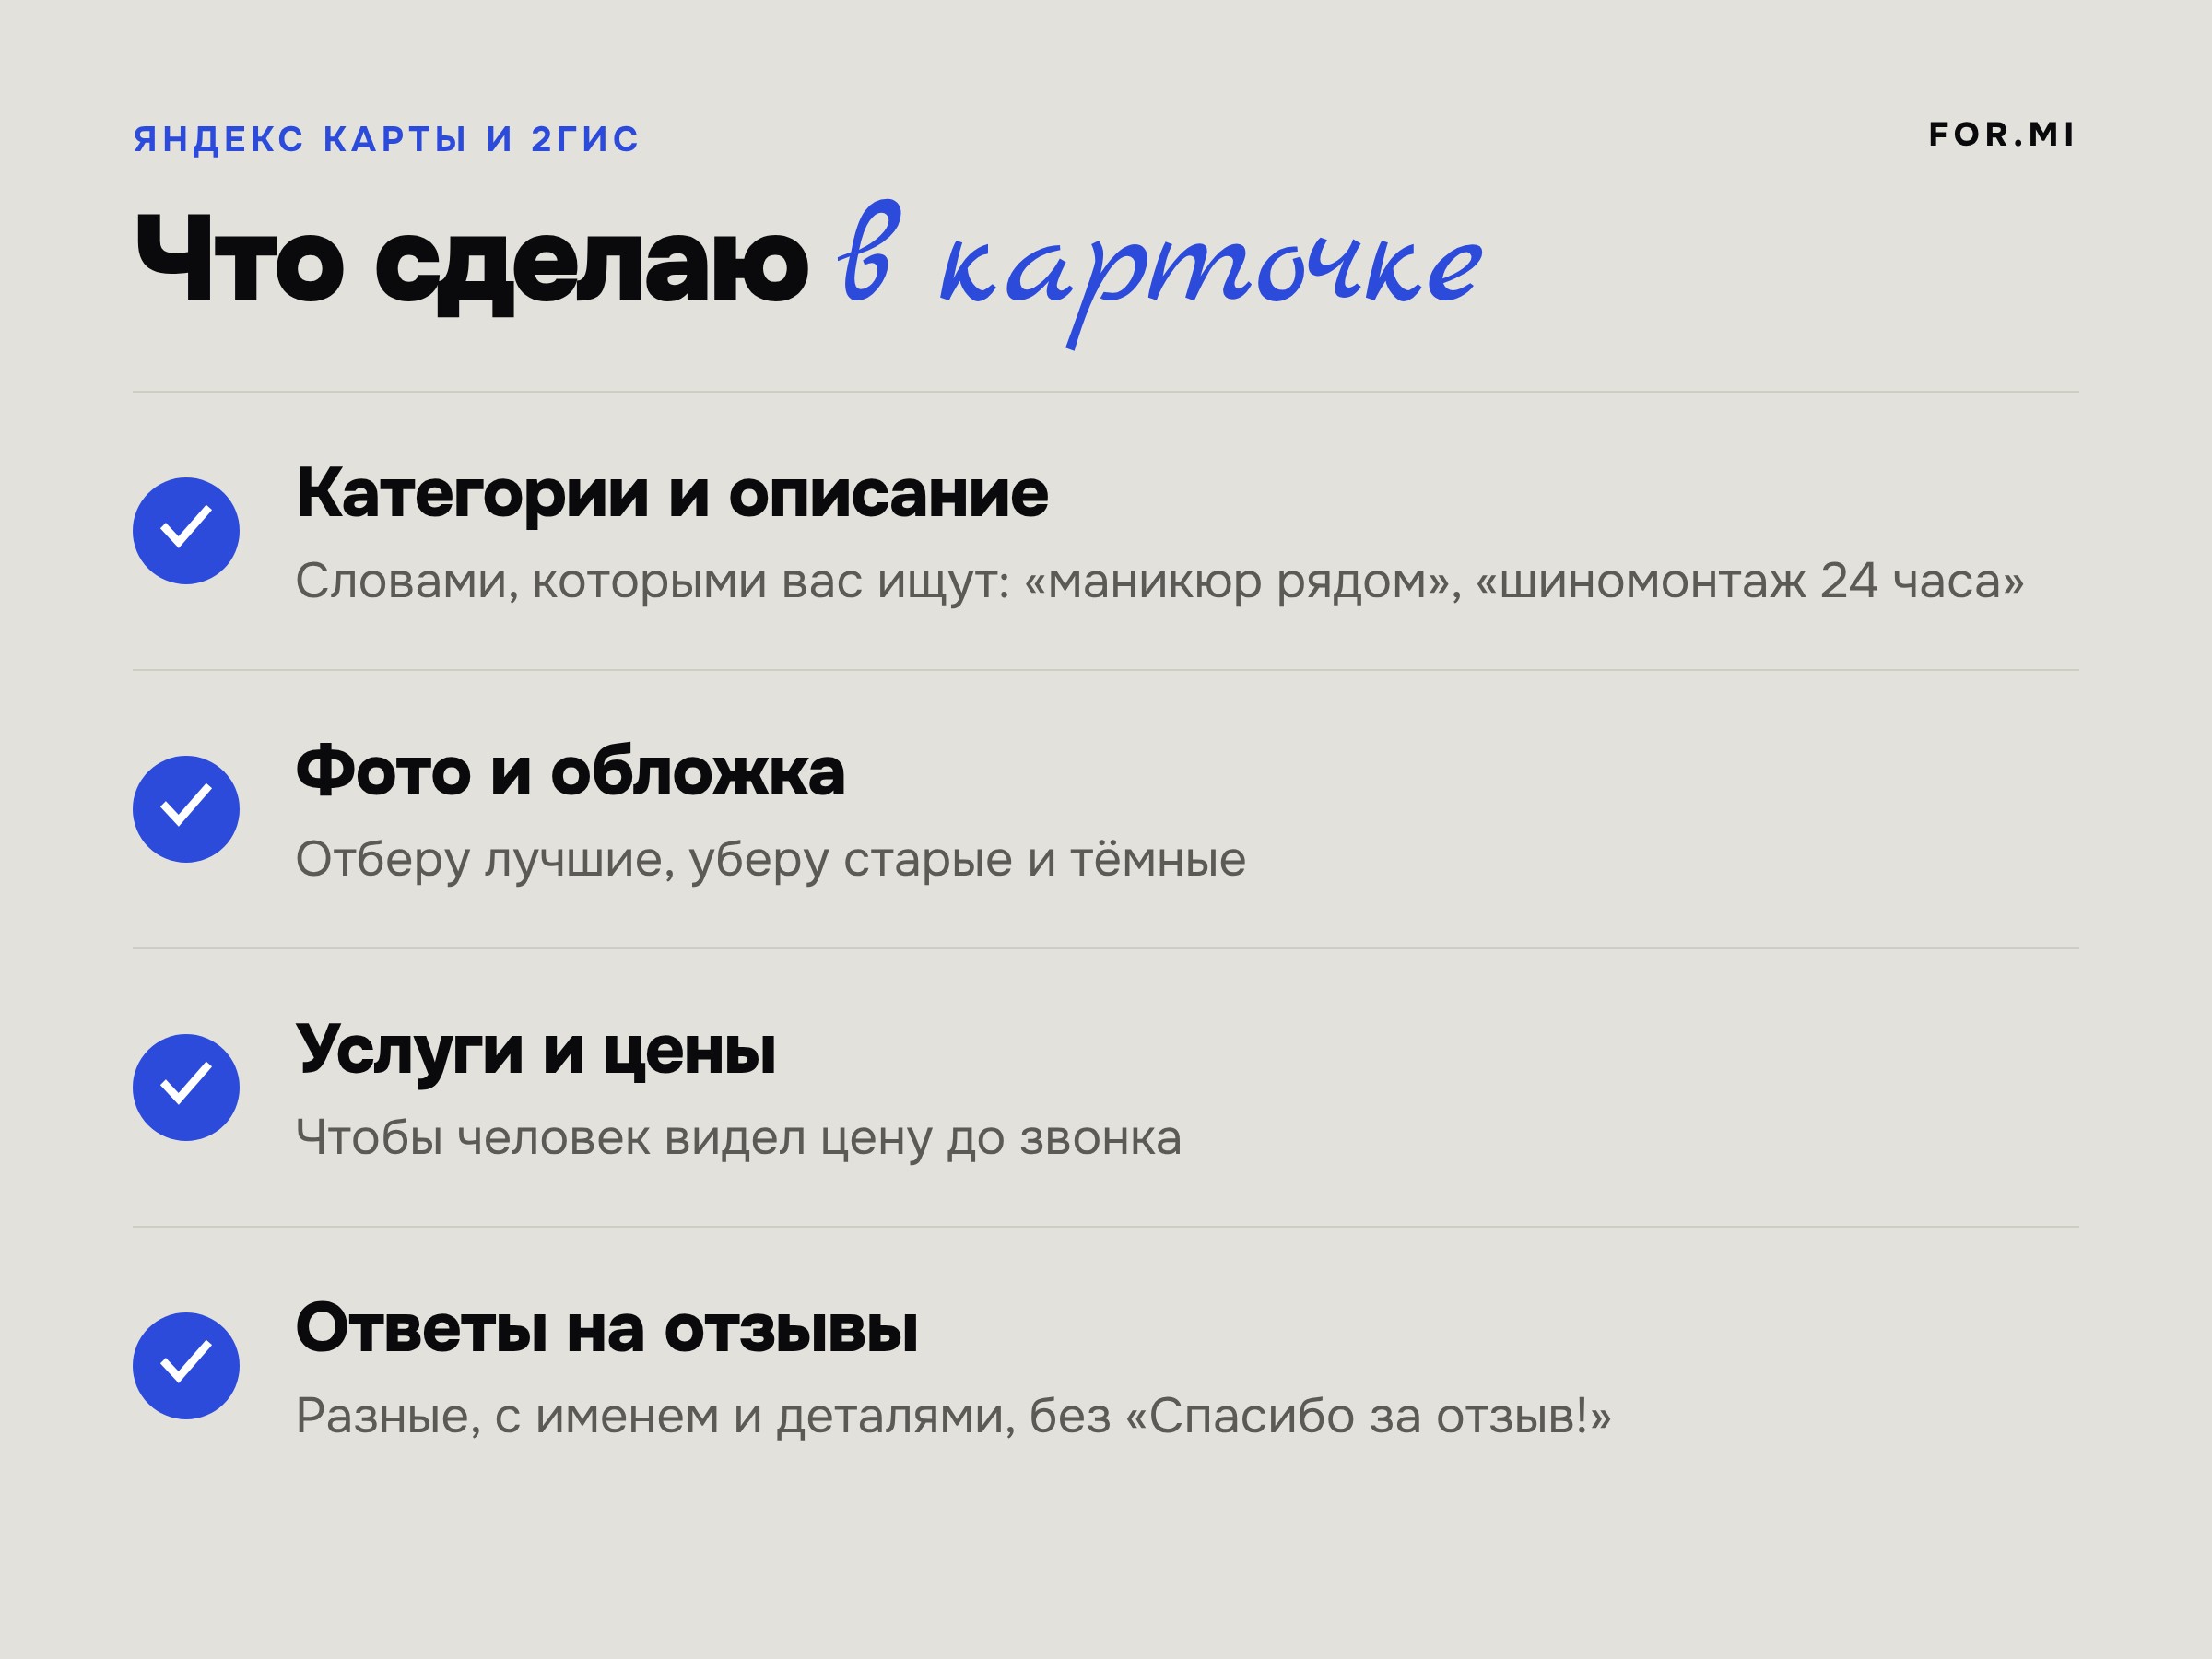 ЯНДЕКС КАРТЫ И 2ГИС
FOR.MI
Что сделаю в карточке
Категории и описание
Словами, которыми вас ищут: «маникюр рядом», «шиномонтаж 24 часа»
Фото и обложка
Отберу лучшие, уберу старые и тёмные
Услуги и цены
Чтобы человек видел цену до звонка
Ответы на отзывы
Разные, с именем и деталями, без «Спасибо за отзыв!»